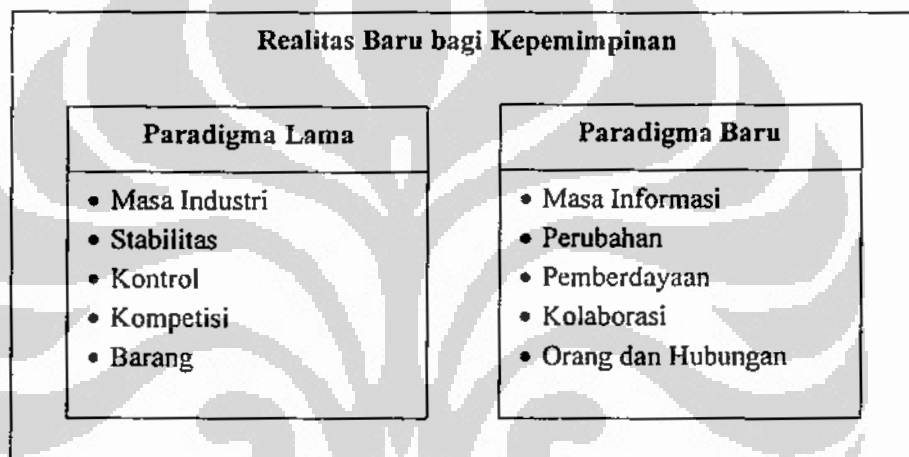 Realitas Baru bagi Kepemimpinan
Paradigma Lama
• Masa Industri
• Stabilitas
• Kontrol
• Kompetisi
• Barang
Paradigma Baru
• Masa Informasi
• Perubahan
• Pemberdayaan
• Kolaborasi
• Orang dan Hubungan